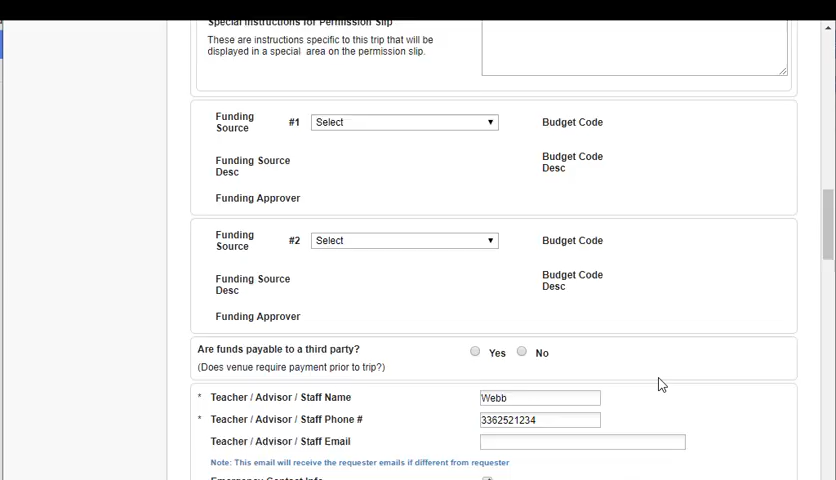 Special Instructions for Permission Slip
These are instructions specific to this trip that will be
displayed in a special area on the permission slip.
Funding Source #1 Select Budget Code
Funding Source Desc Budget Code Desc
Funding Approver
Funding Source #2 Select Budget Code
Funding Source Desc Budget Code Desc
Funding Approver
Are funds payable to a third party? Yes No
(Does venue require payment prior to trip?)
* Teacher / Advisor / Staff Name Webb
* Teacher / Advisor / Staff Phone # 3362521234
Teacher / Advisor / Staff Email
Note: This email will receive the requester emails if different from requester
Emergency Contact Info